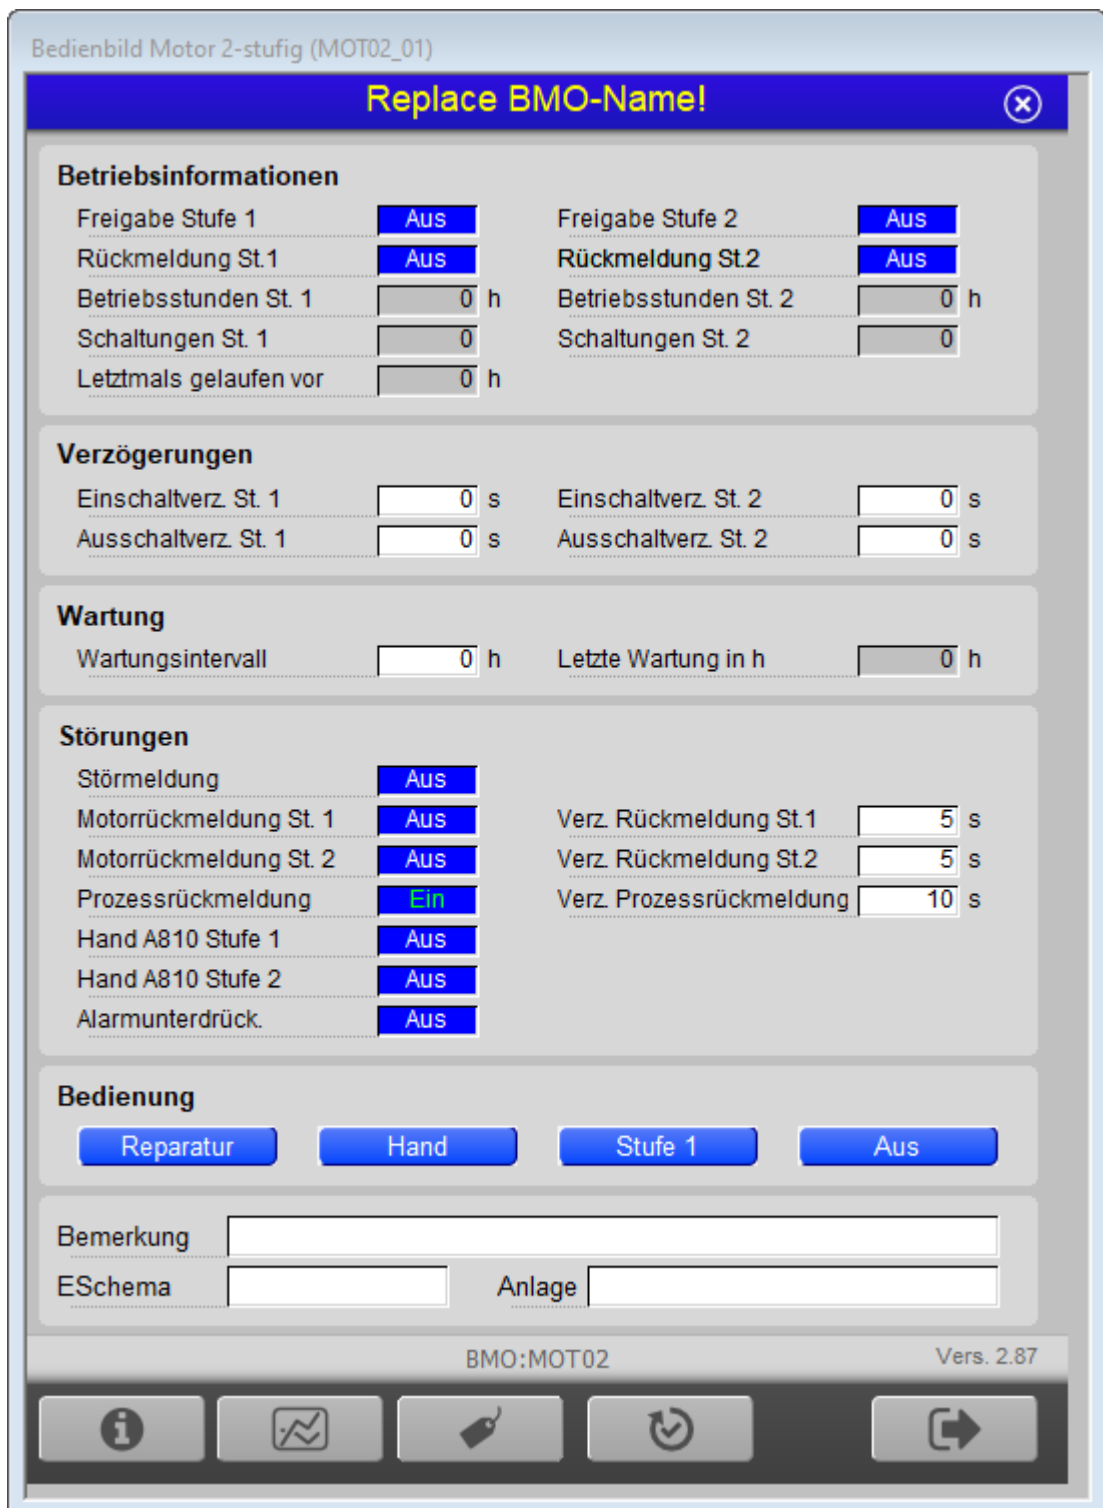 Bedienbild Motor 2-stufig (MOT02_01)
Replace BMO-Name!
Betriebsinformationen
Freigabe Stufe 1 Aus Freigabe Stufe 2 Aus
Rückmeldung St.1 Aus Rückmeldung St.2 Aus
Betriebsstunden St. 1 0 h Betriebsstunden St. 2 0 h
Schaltungen St. 1 0 Schaltungen St. 2 0
Letztmals gelaufen vor 0 h
Verzögerungen
Einschaltverz. St. 1 0 s Einschaltverz. St. 2 0 s
Ausschaltverz. St. 1 0 s Ausschaltverz. St. 2 0 s
Wartung
Wartungsintervall 0 h Letzte Wartung in h 0 h
Störungen
Störmeldung Aus
Motorrückmeldung St. 1 Aus Verz. Rückmeldung St.1 5 s
Motorrückmeldung St. 2 Aus Verz. Rückmeldung St.2 5 s
Prozessrückmeldung Ein Verz. Prozessrückmeldung 10 s
Hand A810 Stufe 1 Aus
Hand A810 Stufe 2 Aus
Alarmunterdrück. Aus
Bedienung
Reparatur Hand Stufe 1 Aus
Bemerkung
ESchema Anlage
BMO:MOT02 Vers. 2.87